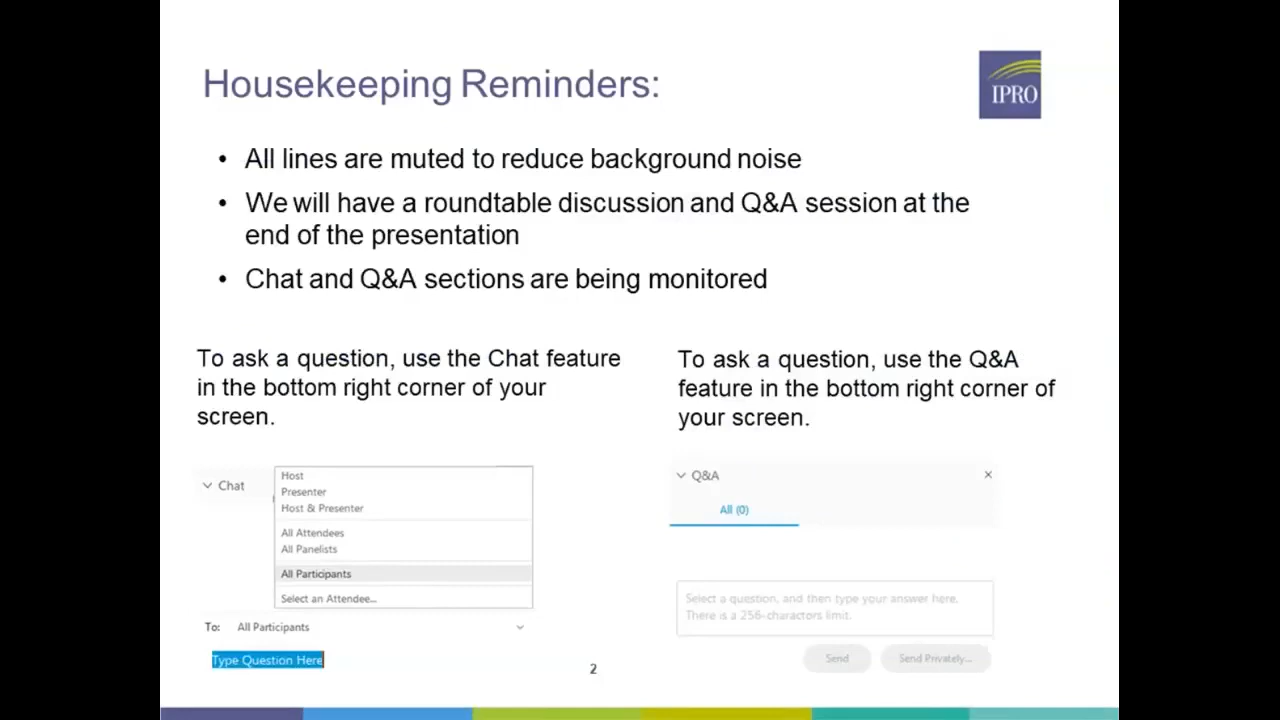 Housekeeping Reminders:
IPRO
• All lines are muted to reduce background noise
• We will have a roundtable discussion and Q&A session at the
end of the presentation
• Chat and Q&A sections are being monitored
To ask a question, use the Chat feature
in the bottom right corner of your
screen.
Chat
Host
Presenter
Host & Presenter
All Attendees
All Panelists
All Participants
Select an Attendee...
To: All Participants
Type Question Here
To ask a question, use the Q&A
feature in the bottom right corner of
your screen.
Q&A
All (0)
Select a question, and then type your answer here.
There is a 256-characters limit.
Send
Send Privately...
2